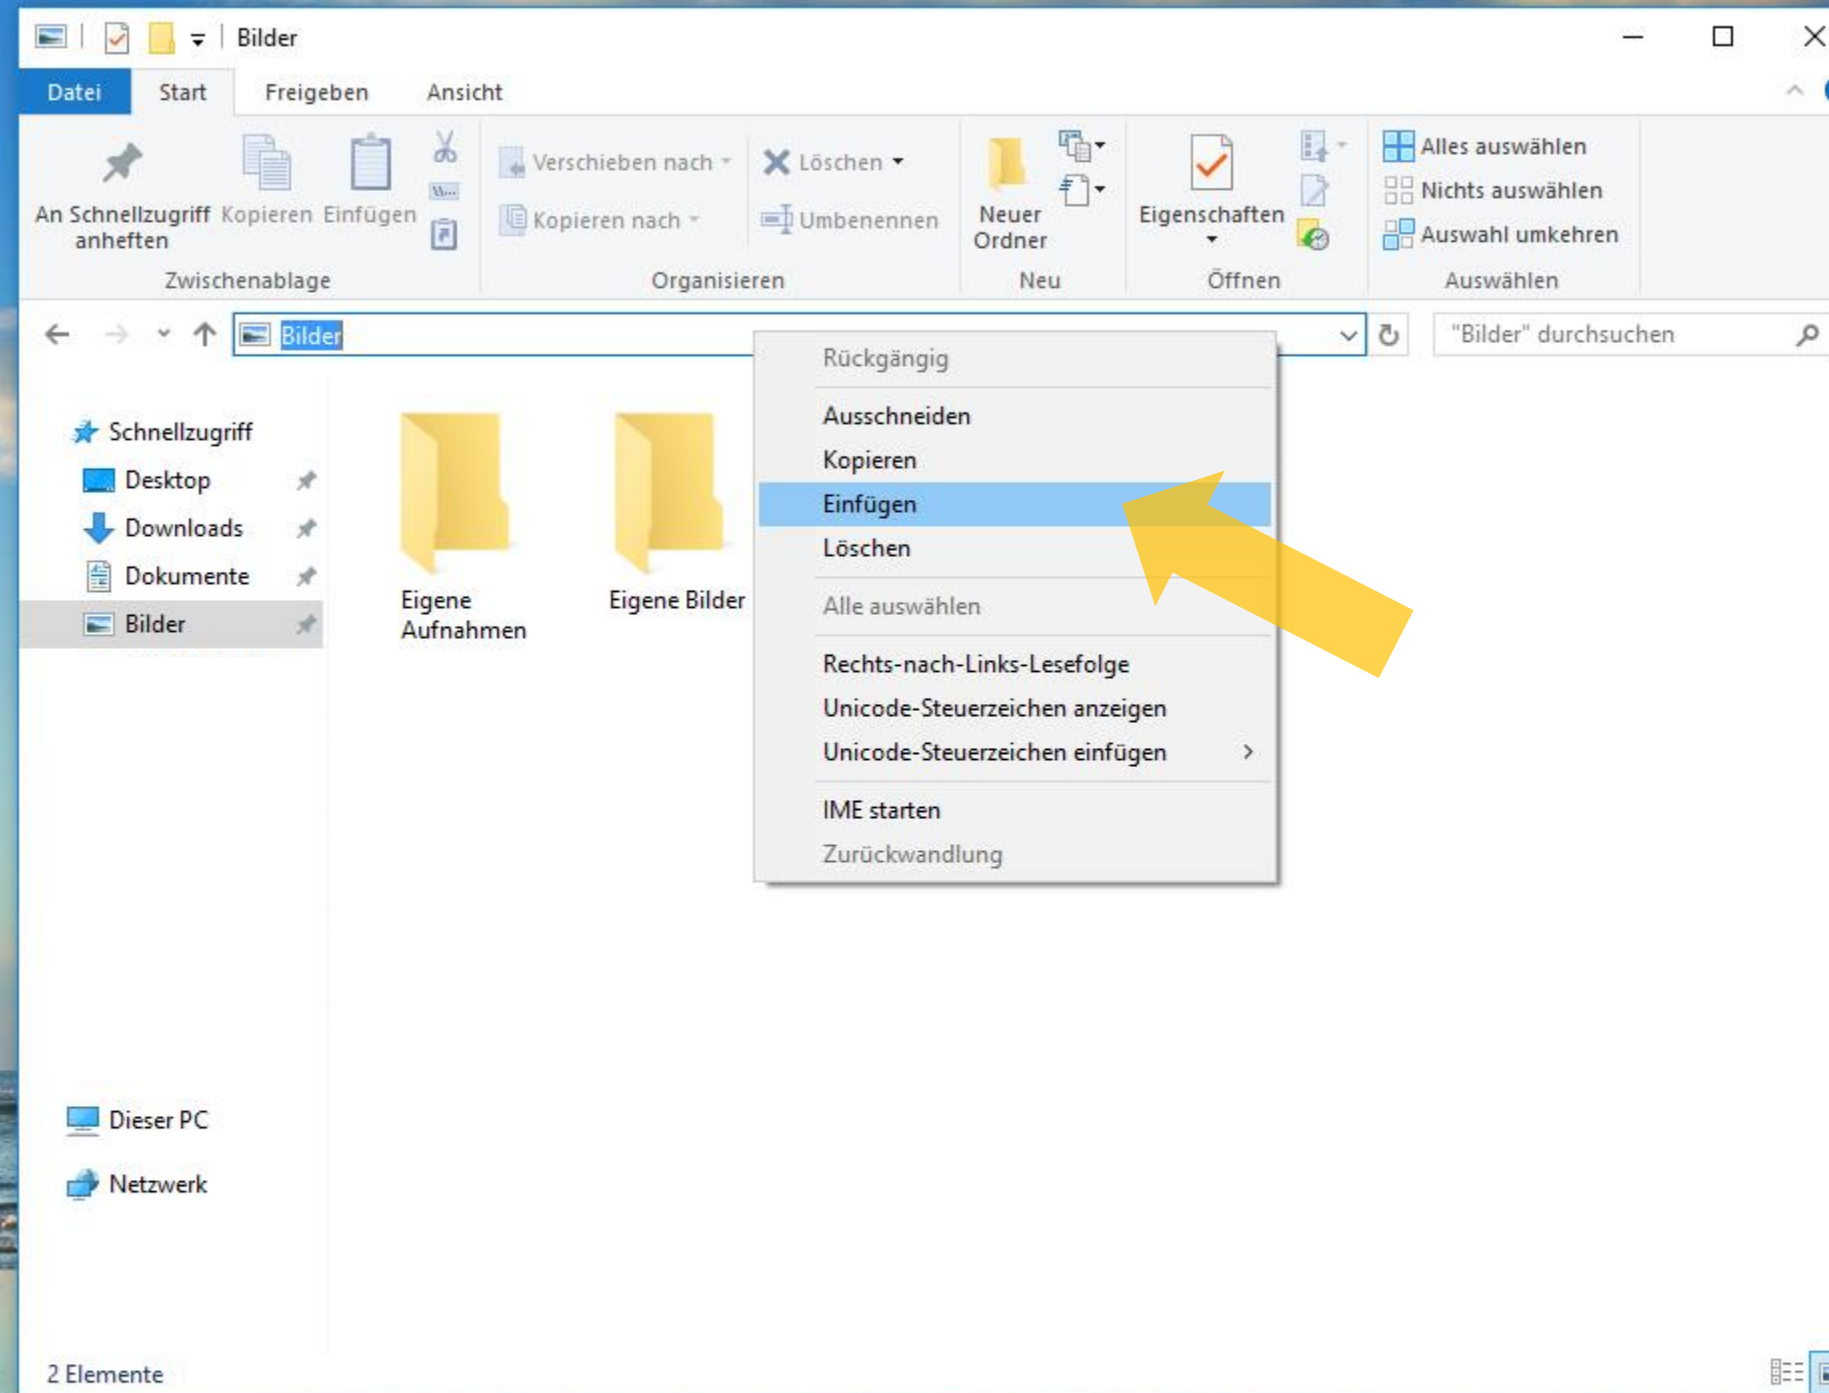 Bilder
Datei Start Freigeben Ansicht
An Schnellzugriff anheften
Kopieren
Einfügen
Verschieben nach
Kopieren nach
Löschen
Umbenennen
Neuer Ordner
Eigenschaften
Alles auswählen
Nichts auswählen
Auswahl umkehren
Zwischenablage Organisieren Neu Öffnen Auswählen
Bilder
"Bilder" durchsuchen
Schnellzugriff
Desktop
Downloads
Dokumente
Bilder
Dieser PC
Netzwerk
Eigene
Aufnahmen
Eigene Bilder
Rückgängig
Ausschneiden
Kopieren
Einfügen
Löschen
Alle auswählen
Rechts-nach-Links-Lesefolge
Unicode-Steuerzeichen anzeigen
Unicode-Steuerzeichen einfügen
IME starten
Zurückwandlung
2 Elemente